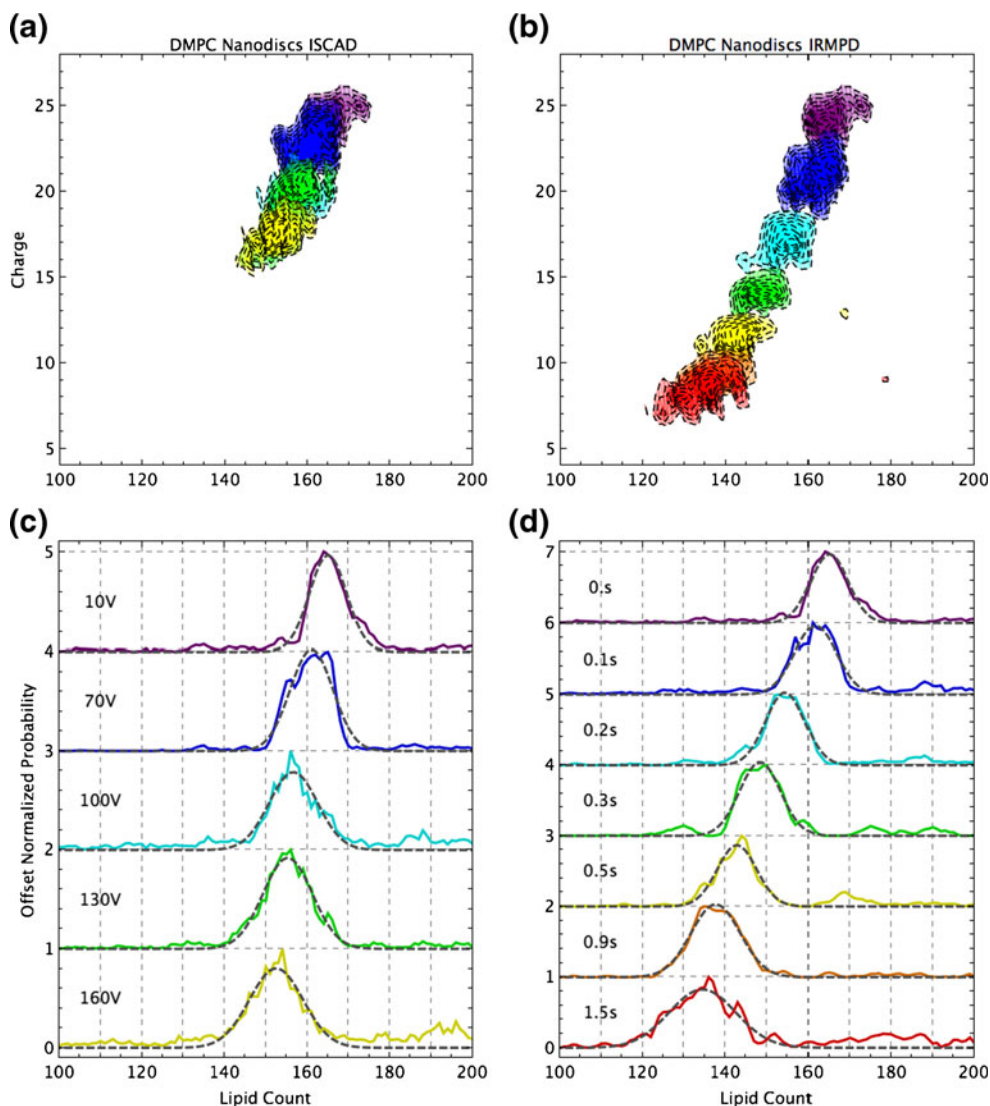 (a)
DMPC Nanodiscs ISCAD
25
20
15
10
5
Charge
100 120 140 160 180 200
(b)
DMPC Nanodiscs IRMPD
25
20
15
10
5
100 120 140 160 180 200
(c)
5
4
3
2
1
0
Offset Normalized Probability
10V
70V
100V
130V
160V
100 120 140 160 180 200
Lipid Count
(d)
7
6
5
4
3
2
1
0
0.s
0.1s
0.2s
0.3s
0.5s
0.9s
1.5s
100 120 140 160 180 200
Lipid Count